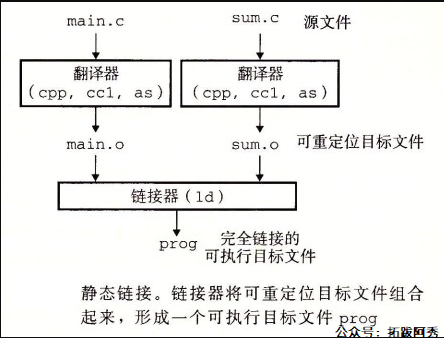 main.c sum.c 源文件
翻译器 翻译器
(cpp, cc1, as) (cpp, cc1, as)
main.o sum.o 可重定位目标文件
链接器(ld)
prog 完全链接的
可执行目标文件
静态链接。链接器将可重定位目标文件组合
起来,形成一个可执行目标文件 prog
公众号:拓跋阿秀